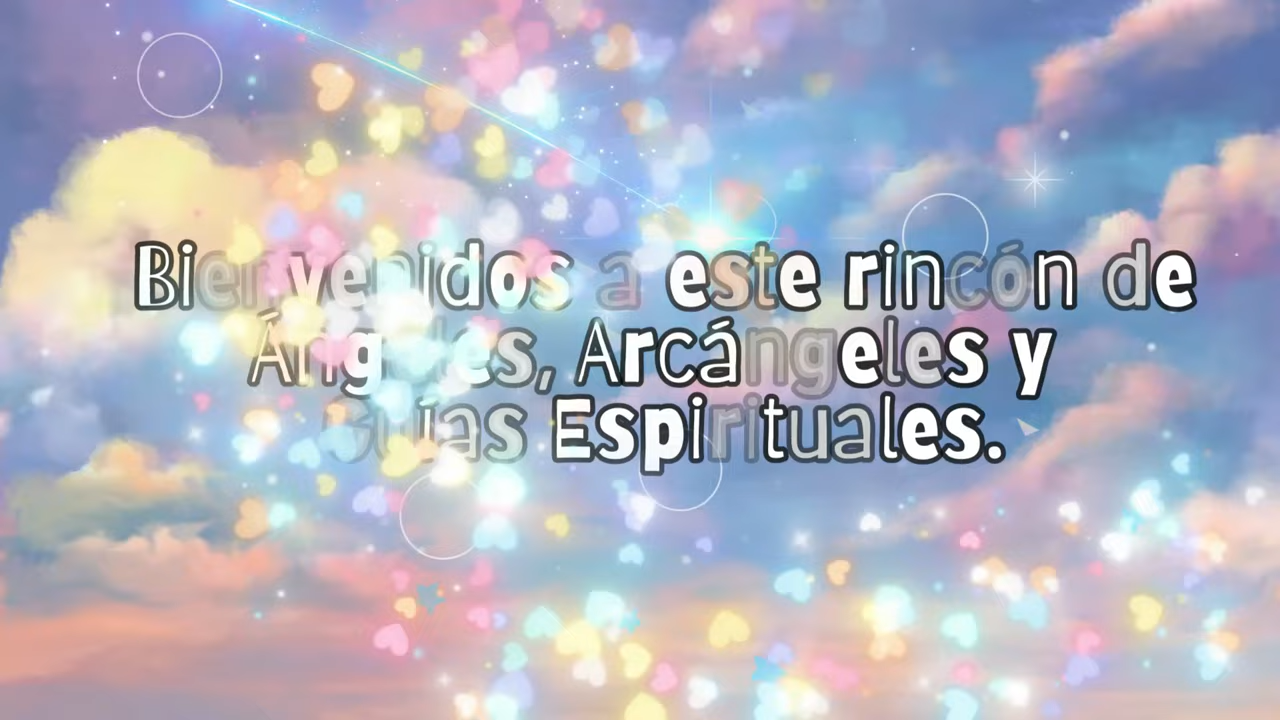 Bienvenidos a este rincón de
Ángeles, Arcángeles y
Guías Espirituales.